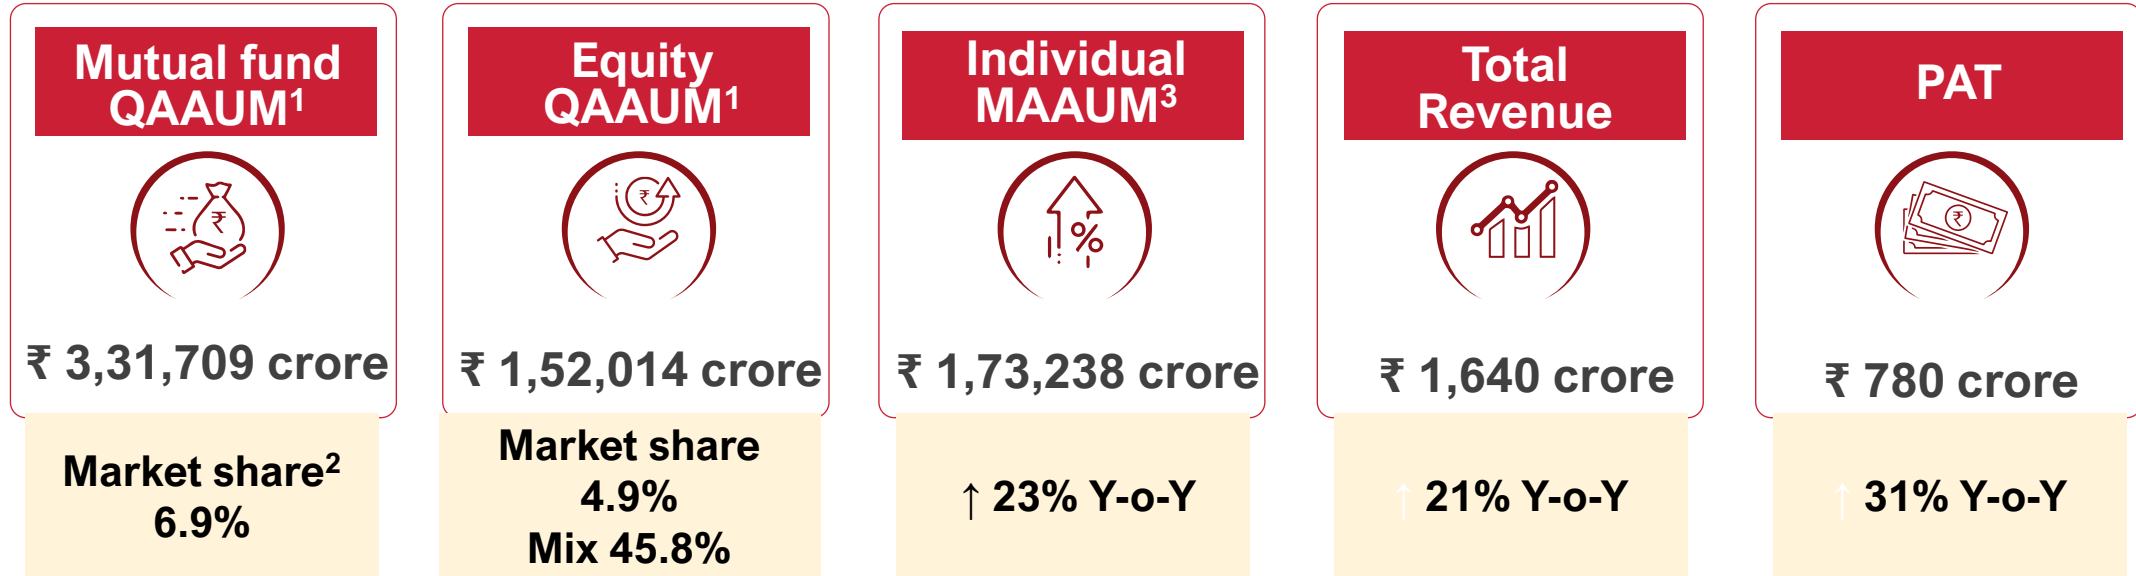 Mutual fund
QAAUM¹
₹
₹ 3,31,709 crore
Market share²
6.9%
Equity
QAAUM¹
₹
₹ 1,52,014 crore
Market share
4.9%
Mix 45.8%
Individual
MAAUM³
%
₹ 1,73,238 crore
↑ 23% Y-o-Y
Total
Revenue
₹ 1,640 crore
↑ 21% Y-o-Y
PAT
₹
₹ 780 crore
↑ 31% Y-o-Y